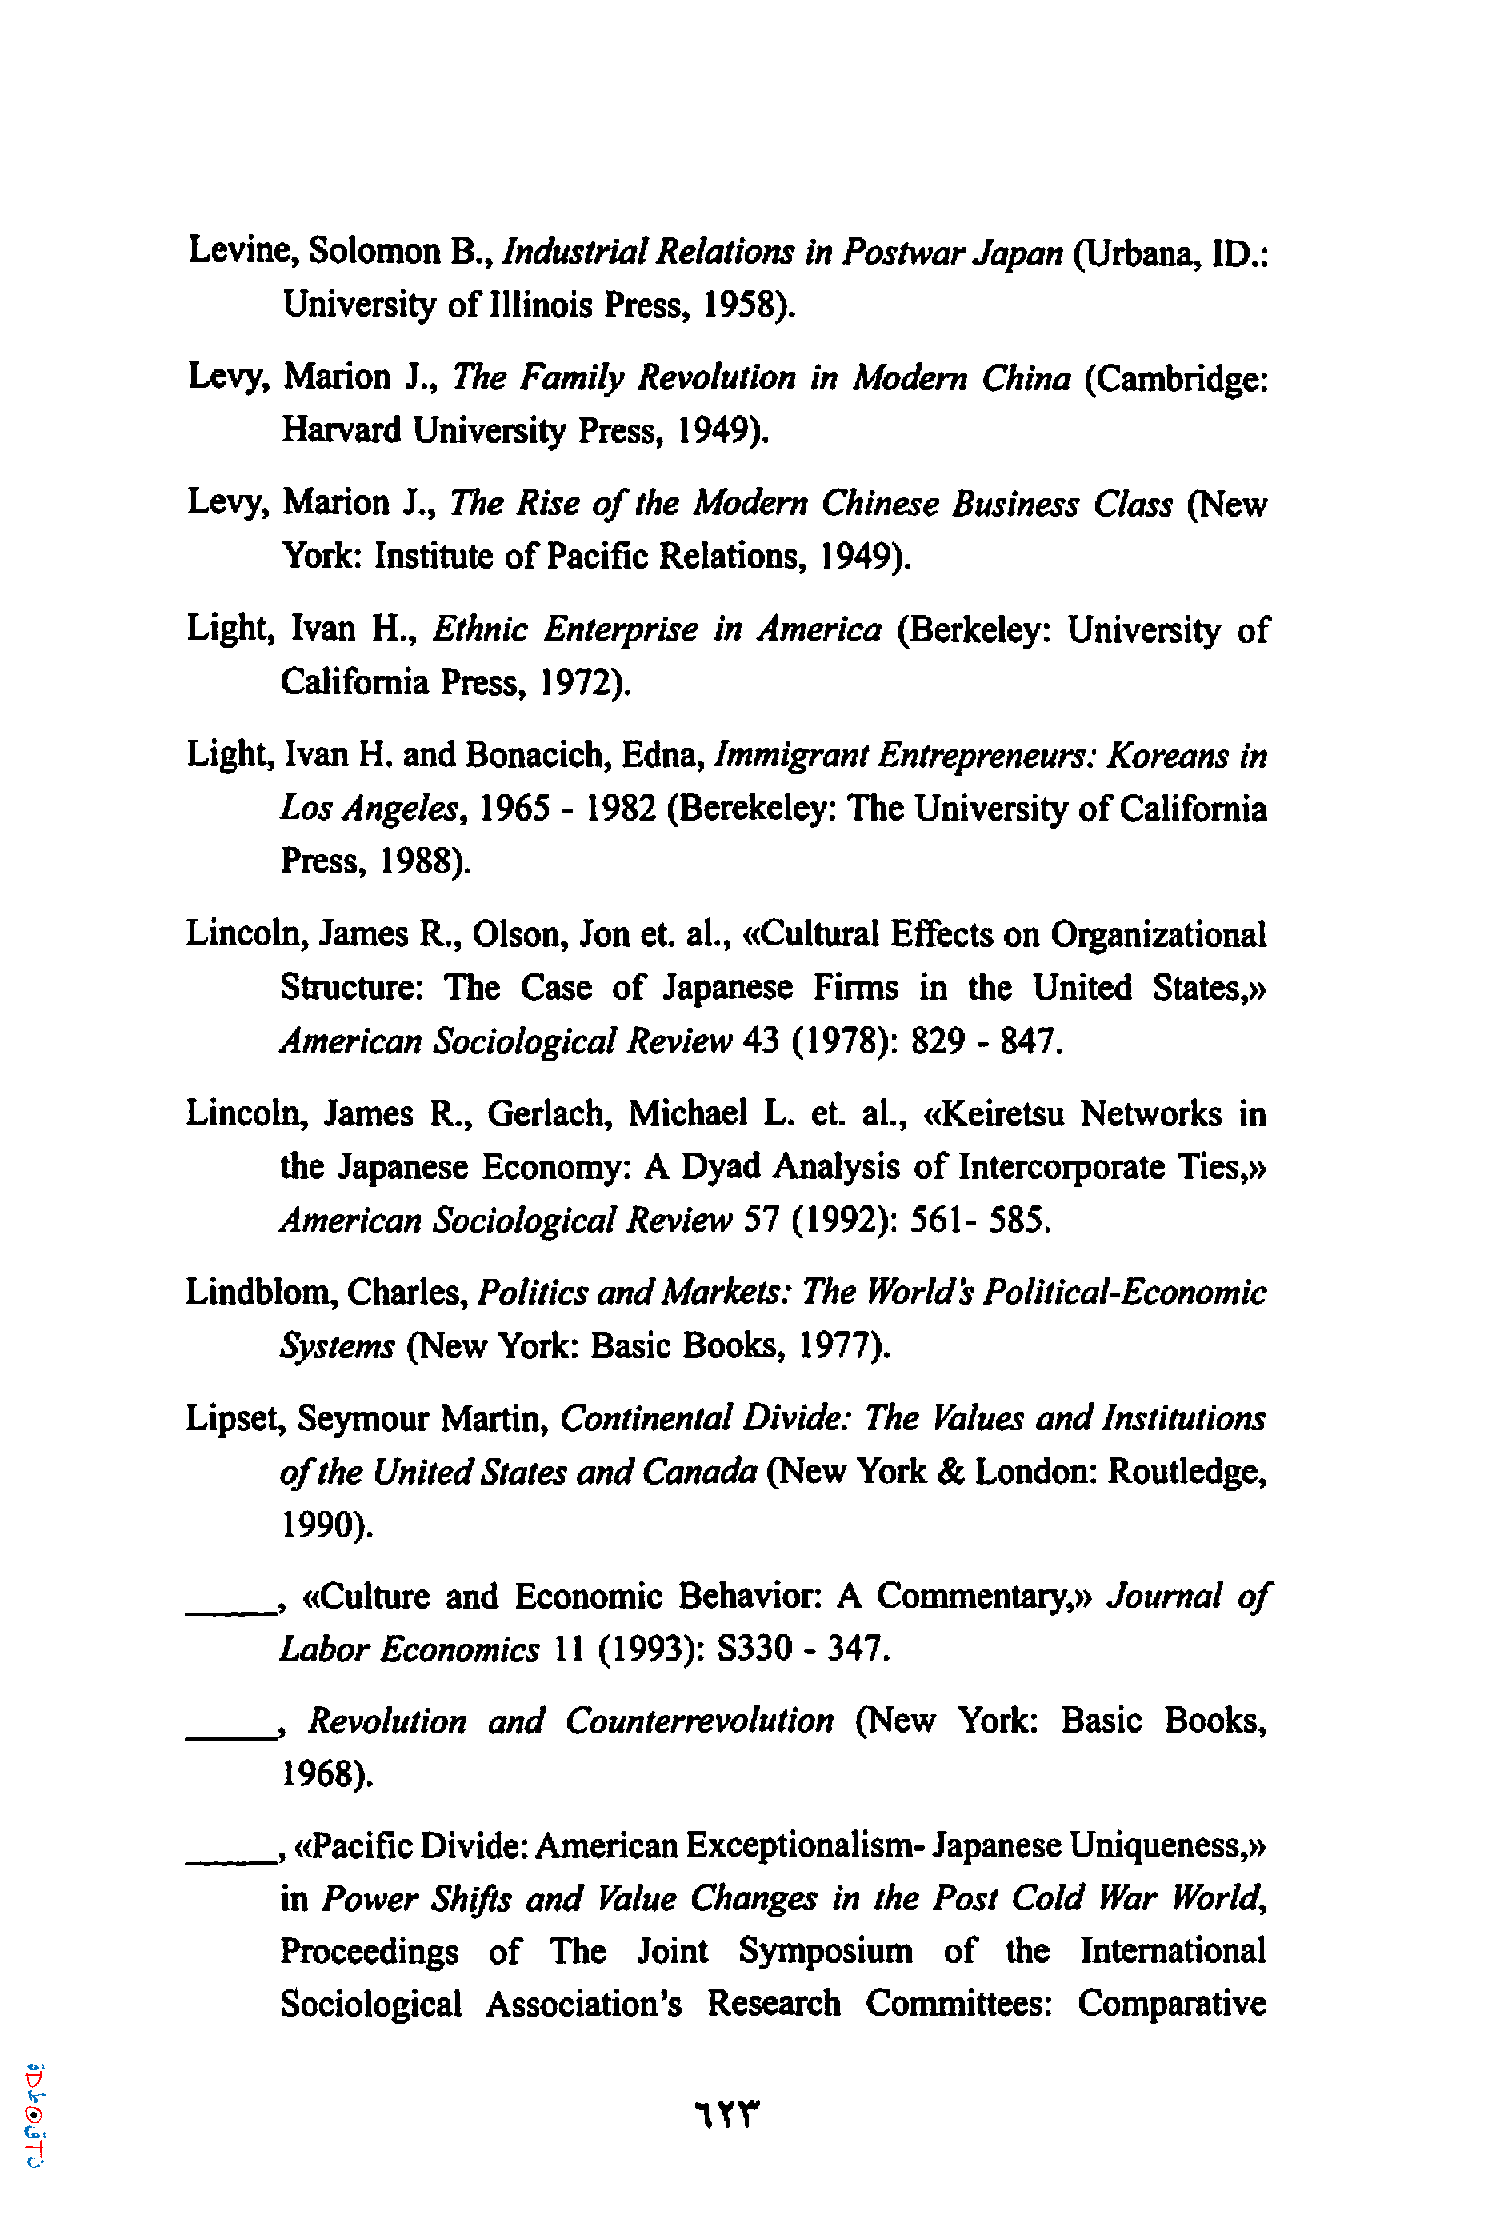 Levine, Solomon B., Industrial Relations in Postwar Japan (Urbana, ID.:
University of Illinois Press, 1958).
Levy, Marion J., The Family Revolution in Modern China (Cambridge:
Harvard University Press, 1949).
Levy, Marion J., The Rise of the Modern Chinese Business Class (New
York: Institute of Pacific Relations, 1949).
Light, Ivan H., Ethnic Enterprise in America (Berkeley: University of
California Press, 1972).
Light, Ivan H. and Bonacich, Edna, Immigrant Entrepreneurs: Koreans in
Los Angeles, 1965 - 1982 (Berekeley: The University of California
Press, 1988).
Lincoln, James R., Olson, Jon et. al., «Cultural Effects on Organizational
Structure: The Case of Japanese Firms in the United States,»
American Sociological Review 43 (1978): 829 - 847.
Lincoln, James R., Gerlach, Michael L. et. al., «Keiretsu Networks in
the Japanese Economy: A Dyad Analysis of Intercorporate Ties,»
American Sociological Review 57 (1992): 561- 585.
Lindblom, Charles, Politics and Markets: The World's Political-Economic
Systems (New York: Basic Books, 1977).
Lipset, Seymour Martin, Continental Divide: The Values and Institutions
of the United States and Canada (New York & London: Routledge,
1990).
_____, «Culture and Economic Behavior: A Commentary,» Journal of
Labor Economics 11 (1993): S330 - 347.
_____, Revolution and Counterrevolution (New York: Basic Books,
1968).
_____, «Pacific Divide: American Exceptionalism- Japanese Uniqueness,»
in Power Shifts and Value Changes in the Post Cold War World,
Proceedings of The Joint Symposium of the International
Sociological Association's Research Committees: Comparative
٦٢٣